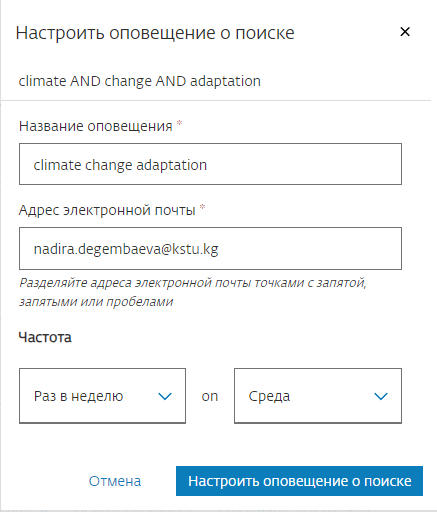 Настроить оповещение о поиске
climate AND change AND adaptation
Название оповещения *
climate change adaptation
Адрес электронной почты *
nadira.degembaeva@kstu.kg
Разделяйте адреса электронной почты точками с запятой,
запятыми или пробелами
Частота
Раз в неделю on Среда
Отмена Настроить оповещение о поиске